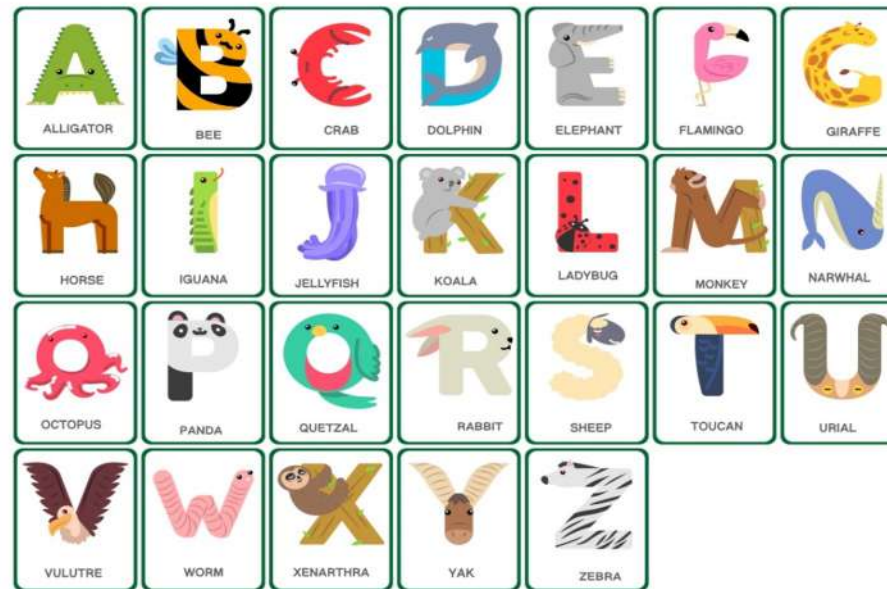 ALLIGATOR
BEE
CRAB
DOLPHIN
ELEPHANT
FLAMINGO
GIRAFFE
HORSE
IGUANA
JELLYFISH
KOALA
LADYBUG
MONKEY
NARWHAL
OCTOPUS
PANDA
QUETZAL
RABBIT
SHEEP
TOUCAN
URIAL
VULUTRE
WORM
XENARTHRA
YAK
ZEBRA